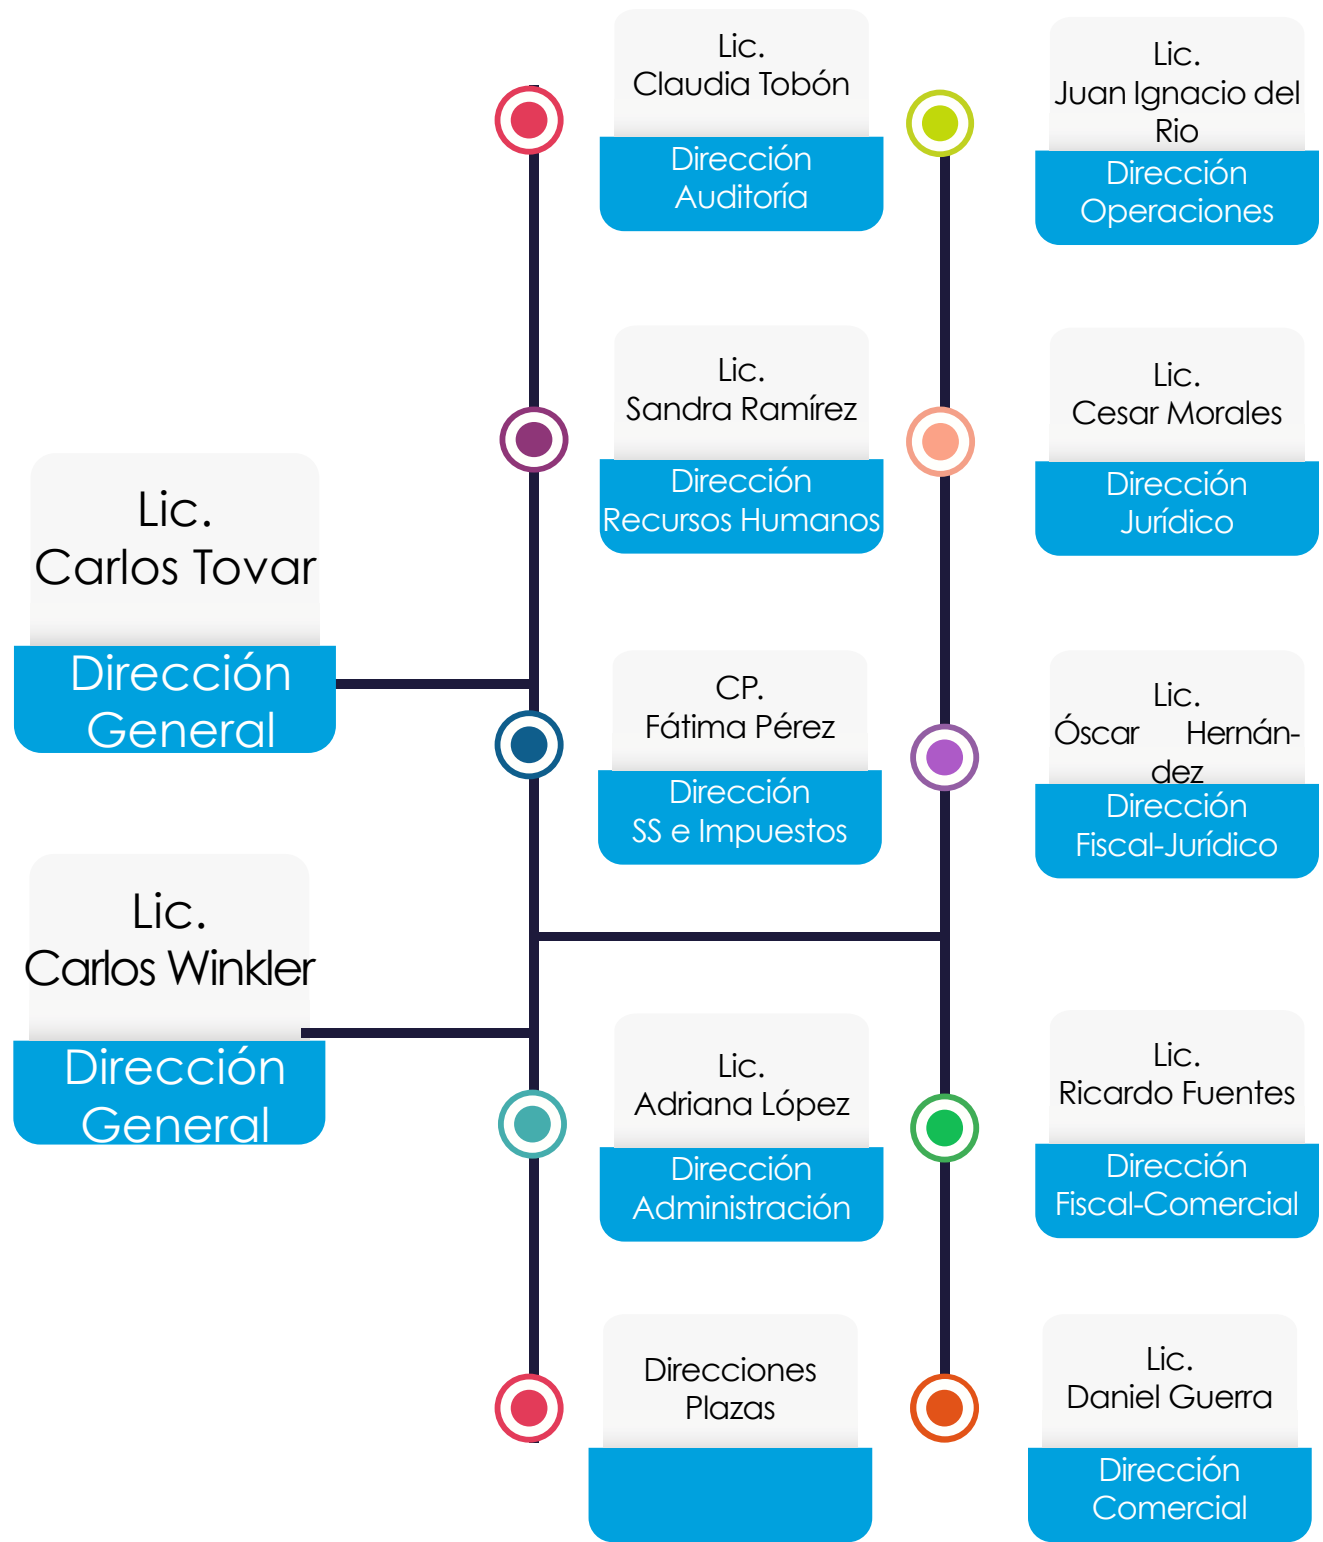 Lic.
Carlos Tovar
Dirección
General
Lic.
Carlos Winkler
Dirección
General
Lic.
Claudia Tobón
Dirección
Auditoría
Lic.
Sandra Ramírez
Dirección
Recursos Humanos
CP.
Fátima Pérez
Dirección
SS e Impuestos
Lic.
Adriana López
Dirección
Administración
Direcciones
Plazas
Lic.
Juan Ignacio del
Rio
Dirección
Operaciones
Lic.
Cesar Morales
Dirección
Jurídico
Lic.
Óscar Hernán-
dez
Dirección
Fiscal-Jurídico
Lic.
Ricardo Fuentes
Dirección
Fiscal-Comercial
Lic.
Daniel Guerra
Dirección
Comercial